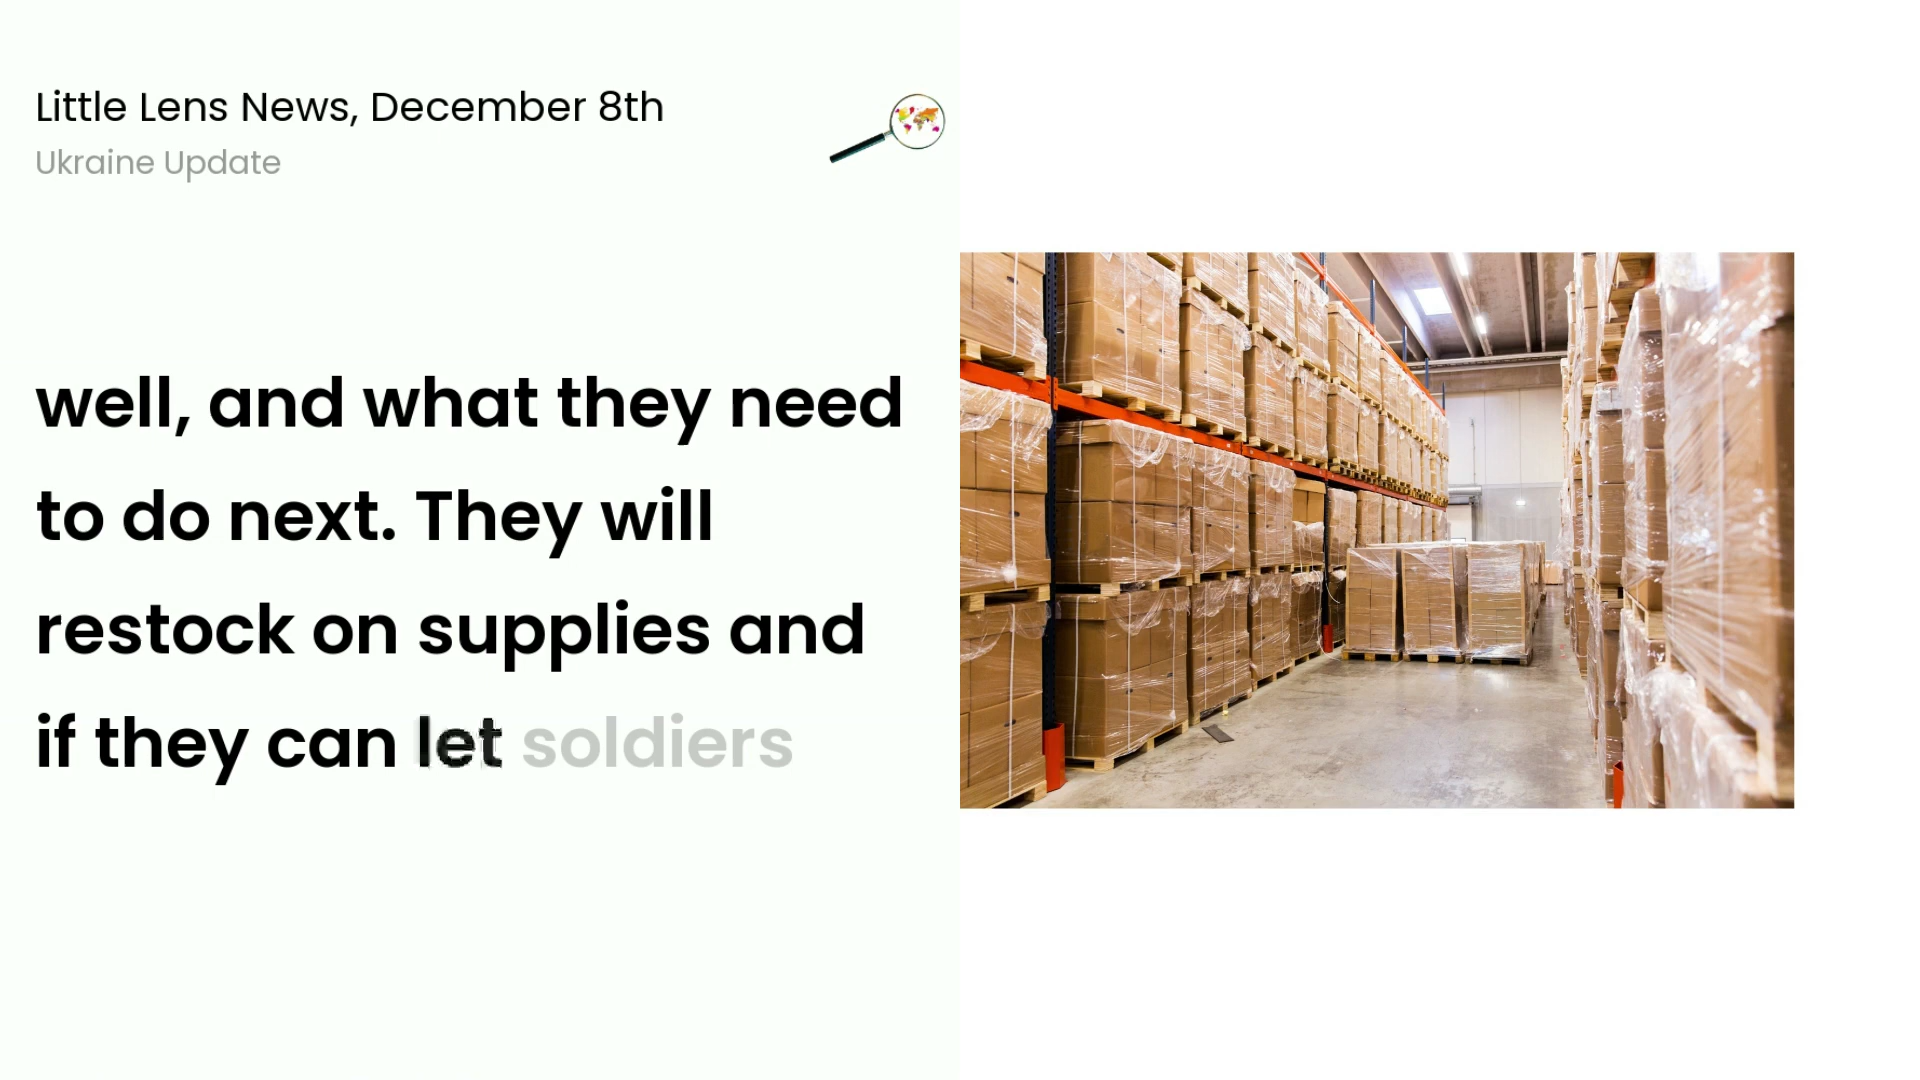 Little Lens News, December 8th
Ukraine Update
well, and what they need
to do next. They will
restock on supplies and
if they can let soldiers